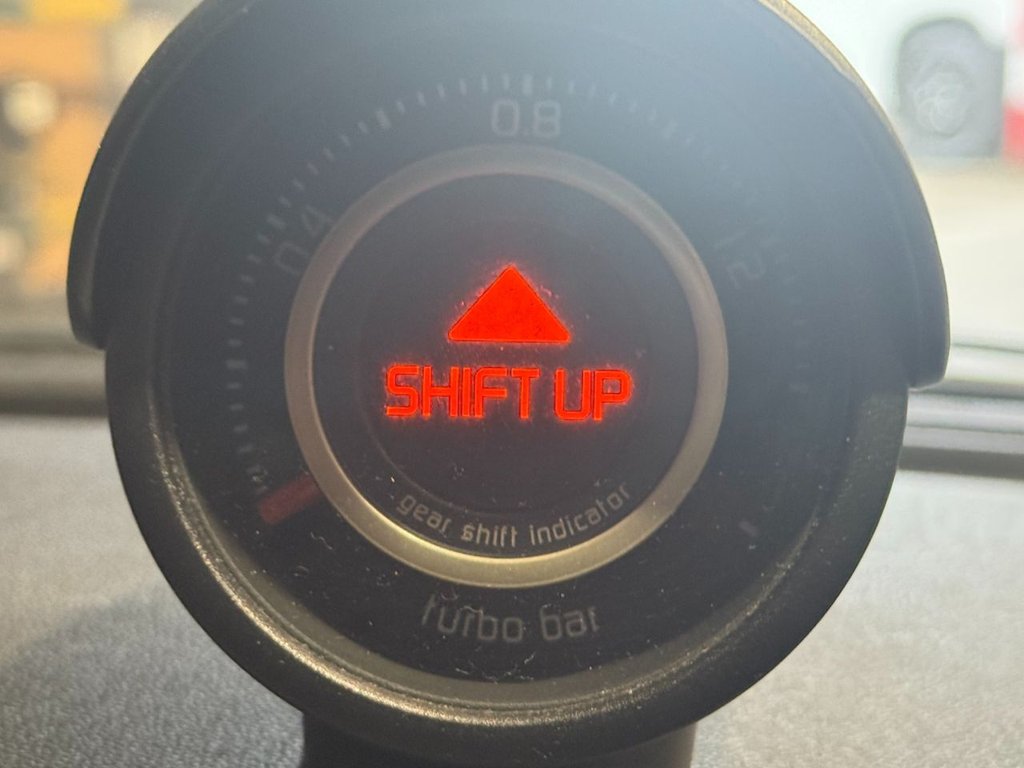 0.8
0.4
1.2
SHIFT UP
gear shift indicator
turbo bar